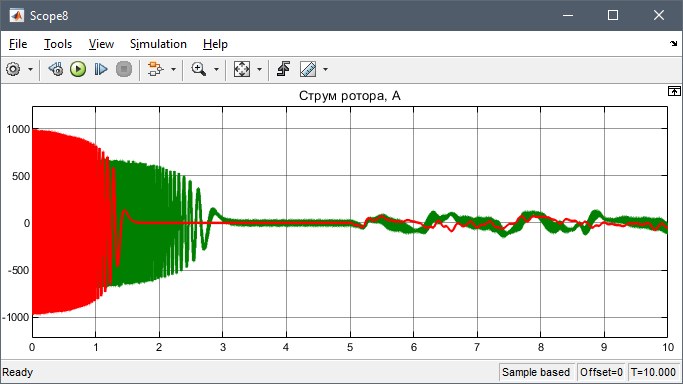 Scope8
File Tools View Simulation Help
Струм ротора, А
1000
500
0
-500
-1000
0 1 2 3 4 5 6 7 8 9 10
Ready Sample based Offset=0 T=10.000